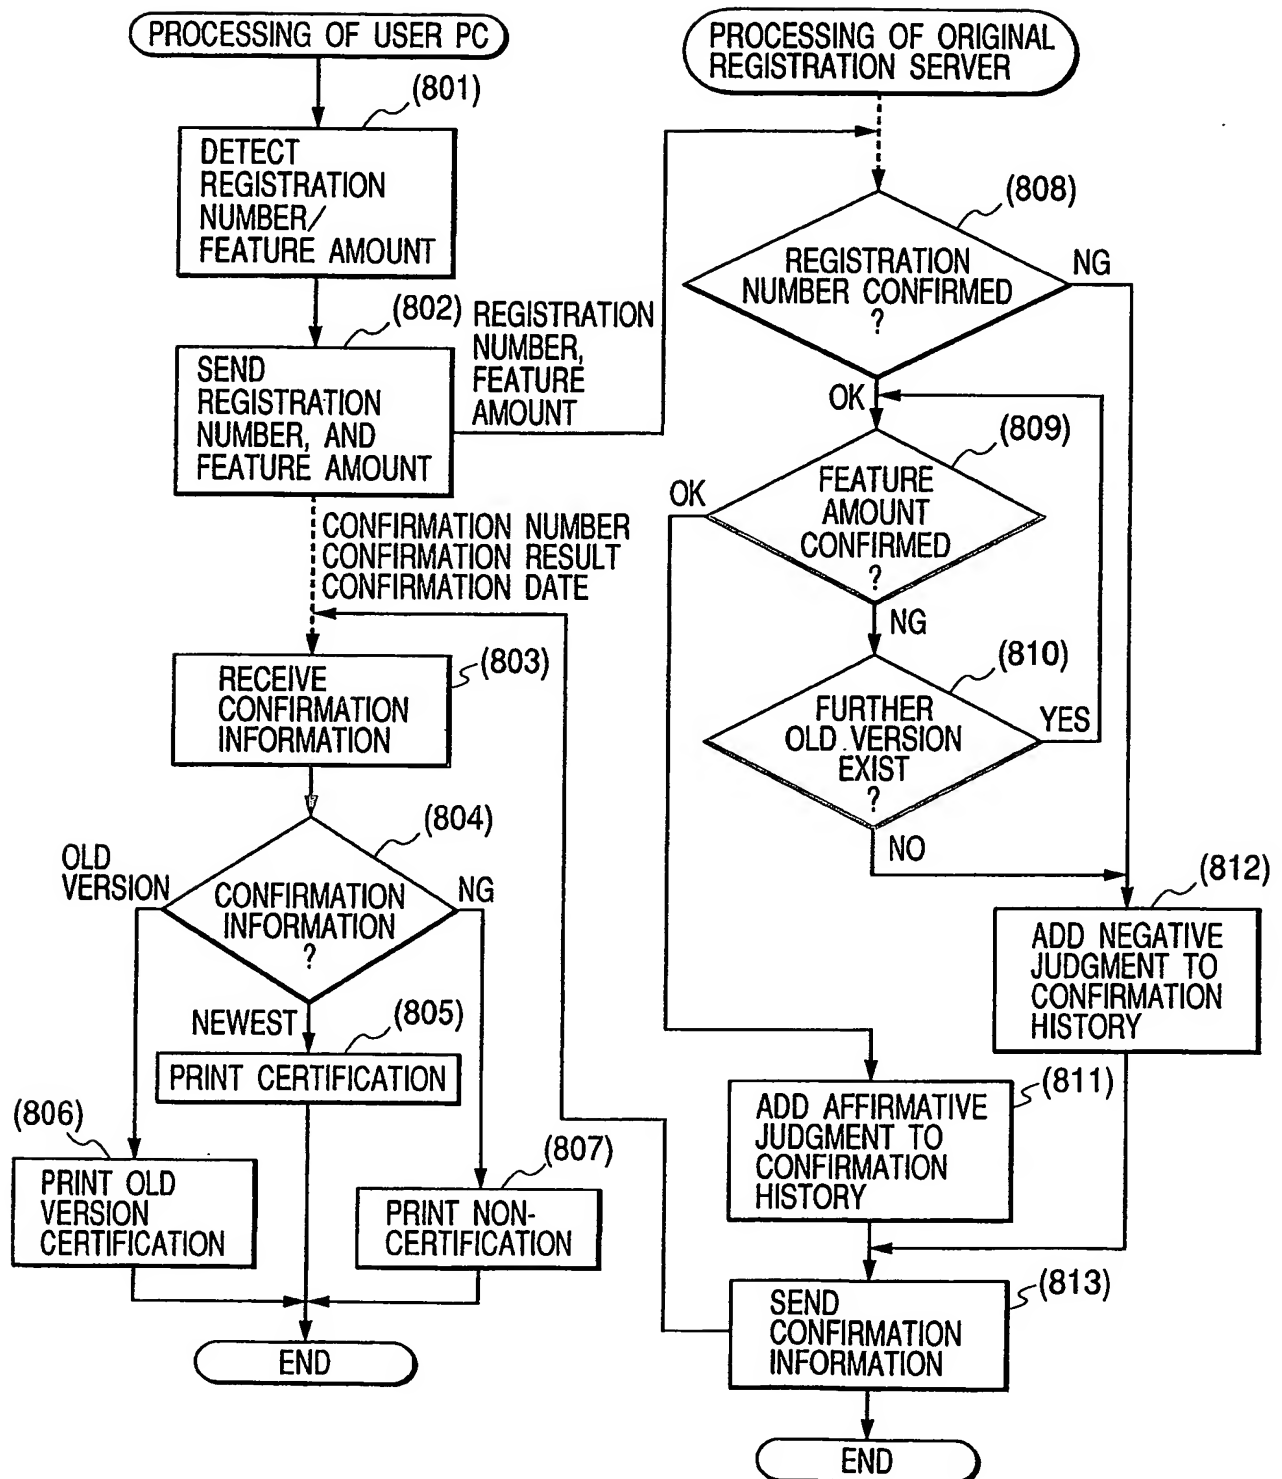 PROCESSING OF USER PC
(801)
DETECT
REGISTRATION
NUMBER/
FEATURE AMOUNT
(802)
SEND
REGISTRATION
NUMBER, AND
FEATURE AMOUNT
REGISTRATION
NUMBER,
FEATURE
AMOUNT
CONFIRMATION NUMBER
CONFIRMATION RESULT
CONFIRMATION DATE
(803)
RECEIVE
CONFIRMATION
INFORMATION
(804)
CONFIRMATION
INFORMATION
?
OLD
VERSION
NG
NEWEST
(805)
PRINT CERTIFICATION
(806)
PRINT OLD
VERSION
CERTIFICATION
(807)
PRINT NON-
CERTIFICATION
END
PROCESSING OF ORIGINAL
REGISTRATION SERVER
(808)
REGISTRATION
NUMBER CONFIRMED
?
NG
OK
(809)
FEATURE
AMOUNT
CONFIRMED
?
OK
NG
(810)
FURTHER
OLD VERSION
EXIST
?
YES
NO
(812)
ADD NEGATIVE
JUDGMENT TO
CONFIRMATION
HISTORY
(811)
ADD AFFIRMATIVE
JUDGMENT TO
CONFIRMATION
HISTORY
(813)
SEND
CONFIRMATION
INFORMATION
END